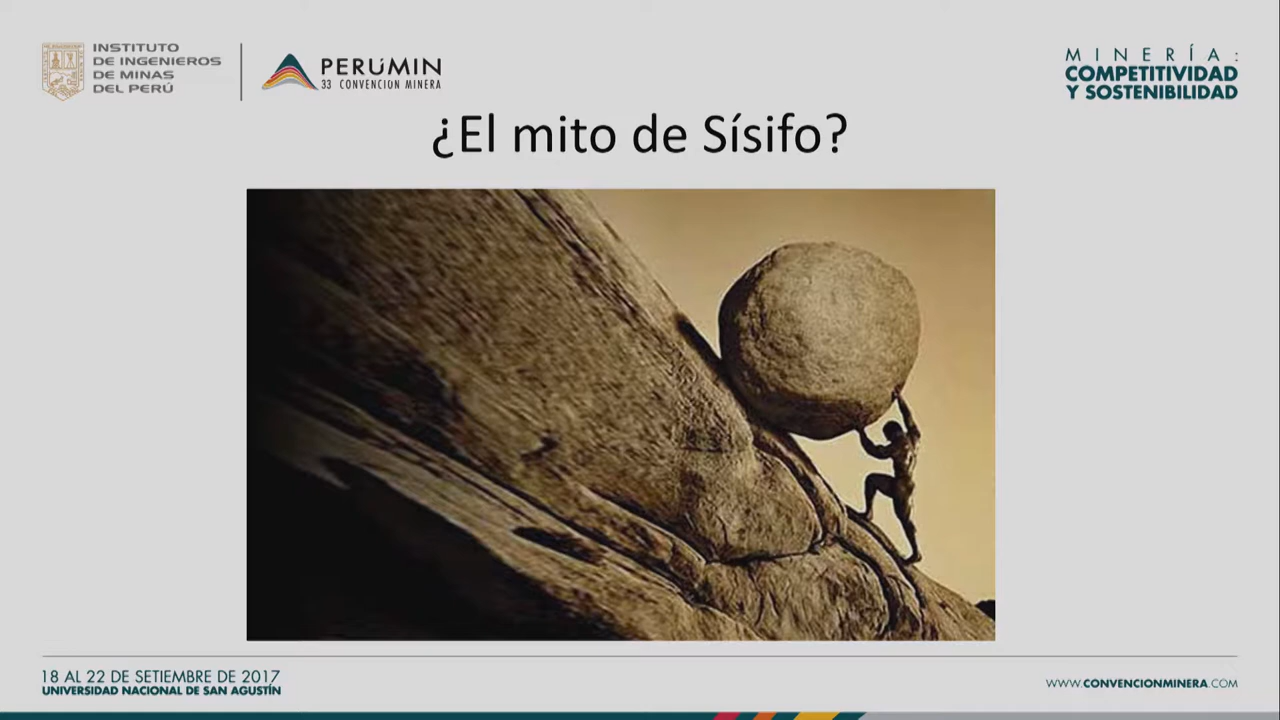 INSTITUTO
DE INGENIEROS
DE MINAS
DEL PERÚ
PERÚMIN
33 CONVENCION MINERA
MINERÍA:
COMPETITIVIDAD
Y SOSTENIBILIDAD
¿El mito de Sísifo?
18 AL 22 DE SETIEMBRE DE 2017
UNIVERSIDAD NACIONAL DE SAN AGUSTÍN
WWW.CONVENCIONMINERA.COM